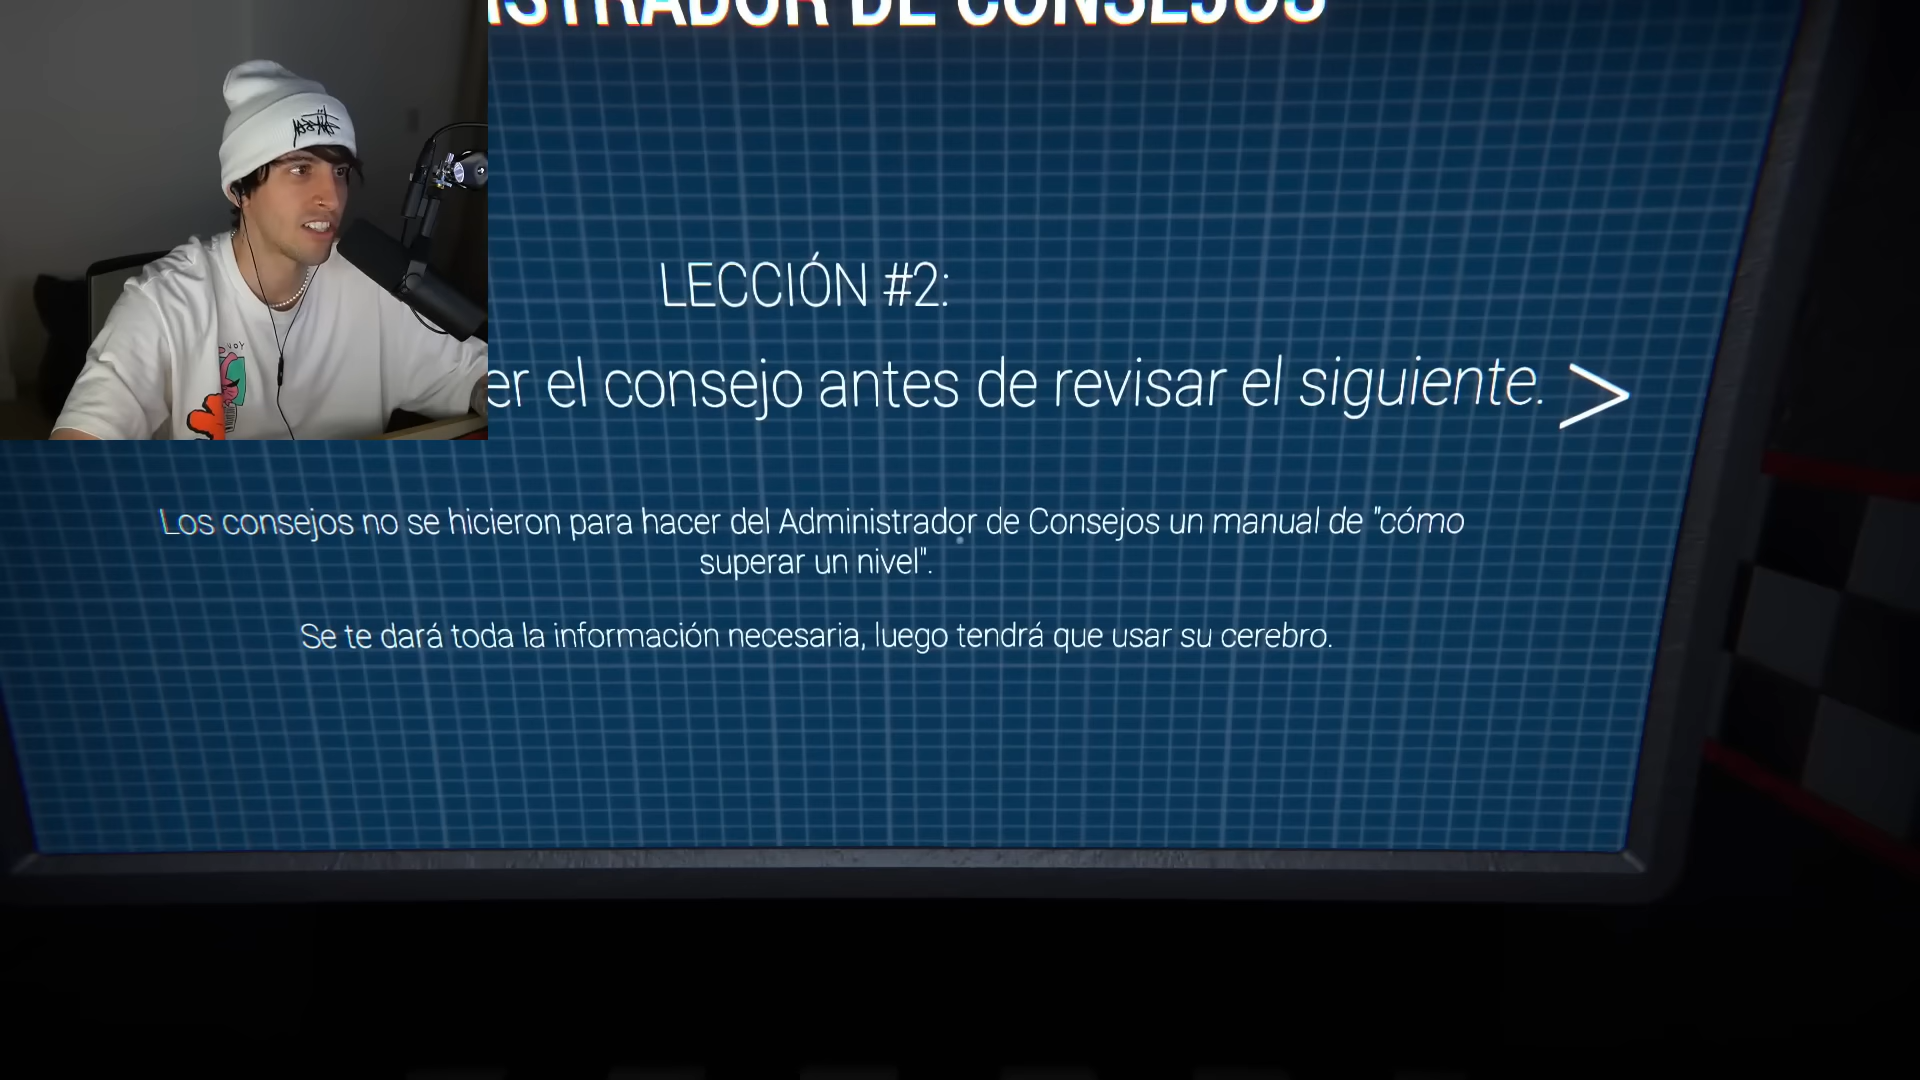 DE CONSEJOS
LECCIÓN #2:
el consejo antes de revisar el siguiente. >
Los consejos no se hicieron para hacer del Administrador de Consejos un manual de "cómo
superar un nivel".
Se te dará toda la información necesaria, luego tendrá que usar su cerebro.